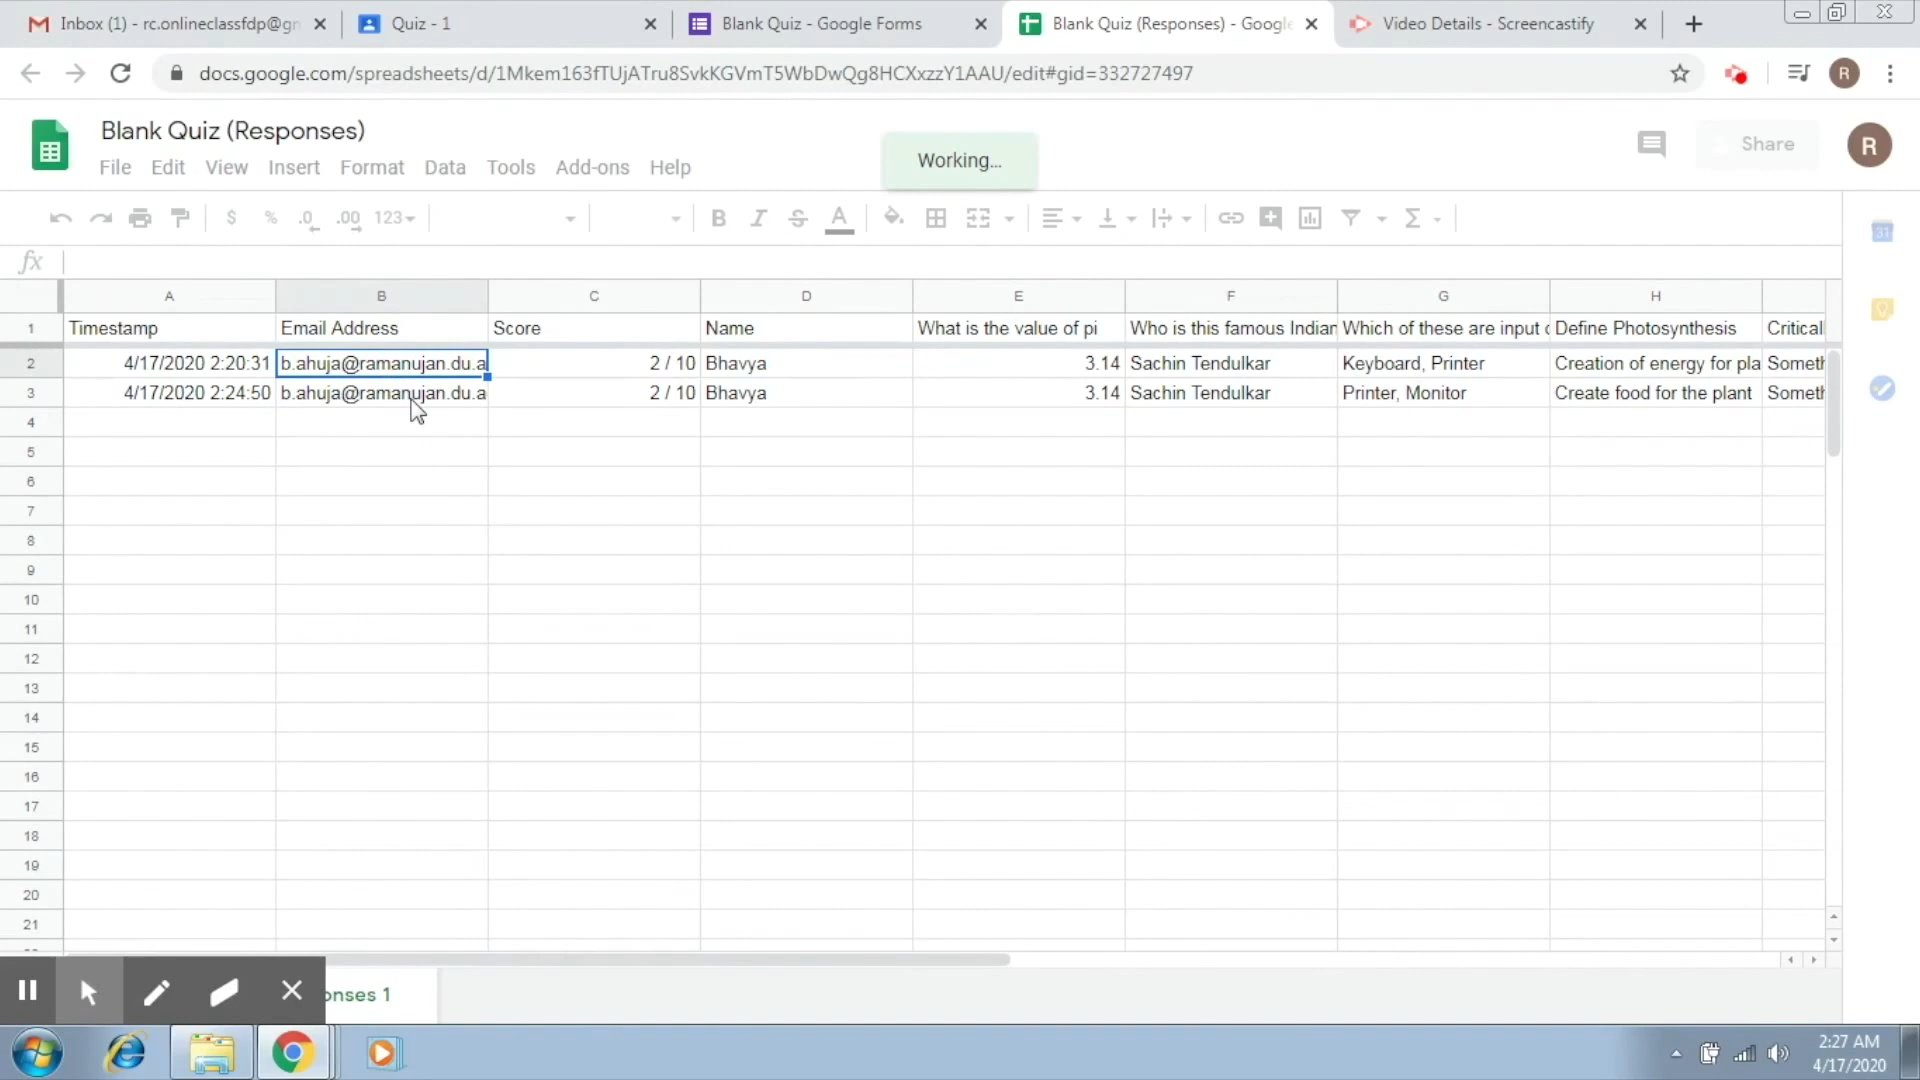 Inbox (1) - rc.onlineclassfdp@gn
Quiz - 1
Blank Quiz - Google Forms
Blank Quiz (Responses) - Google
Video Details - Screencastify
docs.google.com/spreadsheets/d/1Mkem163fTUjATru8SvkKGVmT5WbDwQg8HCXxzzY1AAU/edit#gid=332727497
R
Blank Quiz (Responses)
Working...
Share
R
File Edit View Insert Format Data Tools Add-ons Help
$ % .0 .00 123
B I S A
fx
A B C D E F G H
1 Timestamp Email Address Score Name What is the value of pi Who is this famous Indian Which of these are input Define Photosynthesis Critical
2 4/17/2020 2:20:31 b.ahuja@ramanujan.du.a 2 / 10 Bhavya 3.14 Sachin Tendulkar Keyboard, Printer Creation of energy for pla Someth
3 4/17/2020 2:24:50 b.ahuja@ramanujan.du.a 2 / 10 Bhavya 3.14 Sachin Tendulkar Printer, Monitor Create food for the plant Someth
4
5
6
7
8
9
10
11
12
13
14
15
16
17
18
19
20
21
onses 1
2:27 AM
4/17/2020